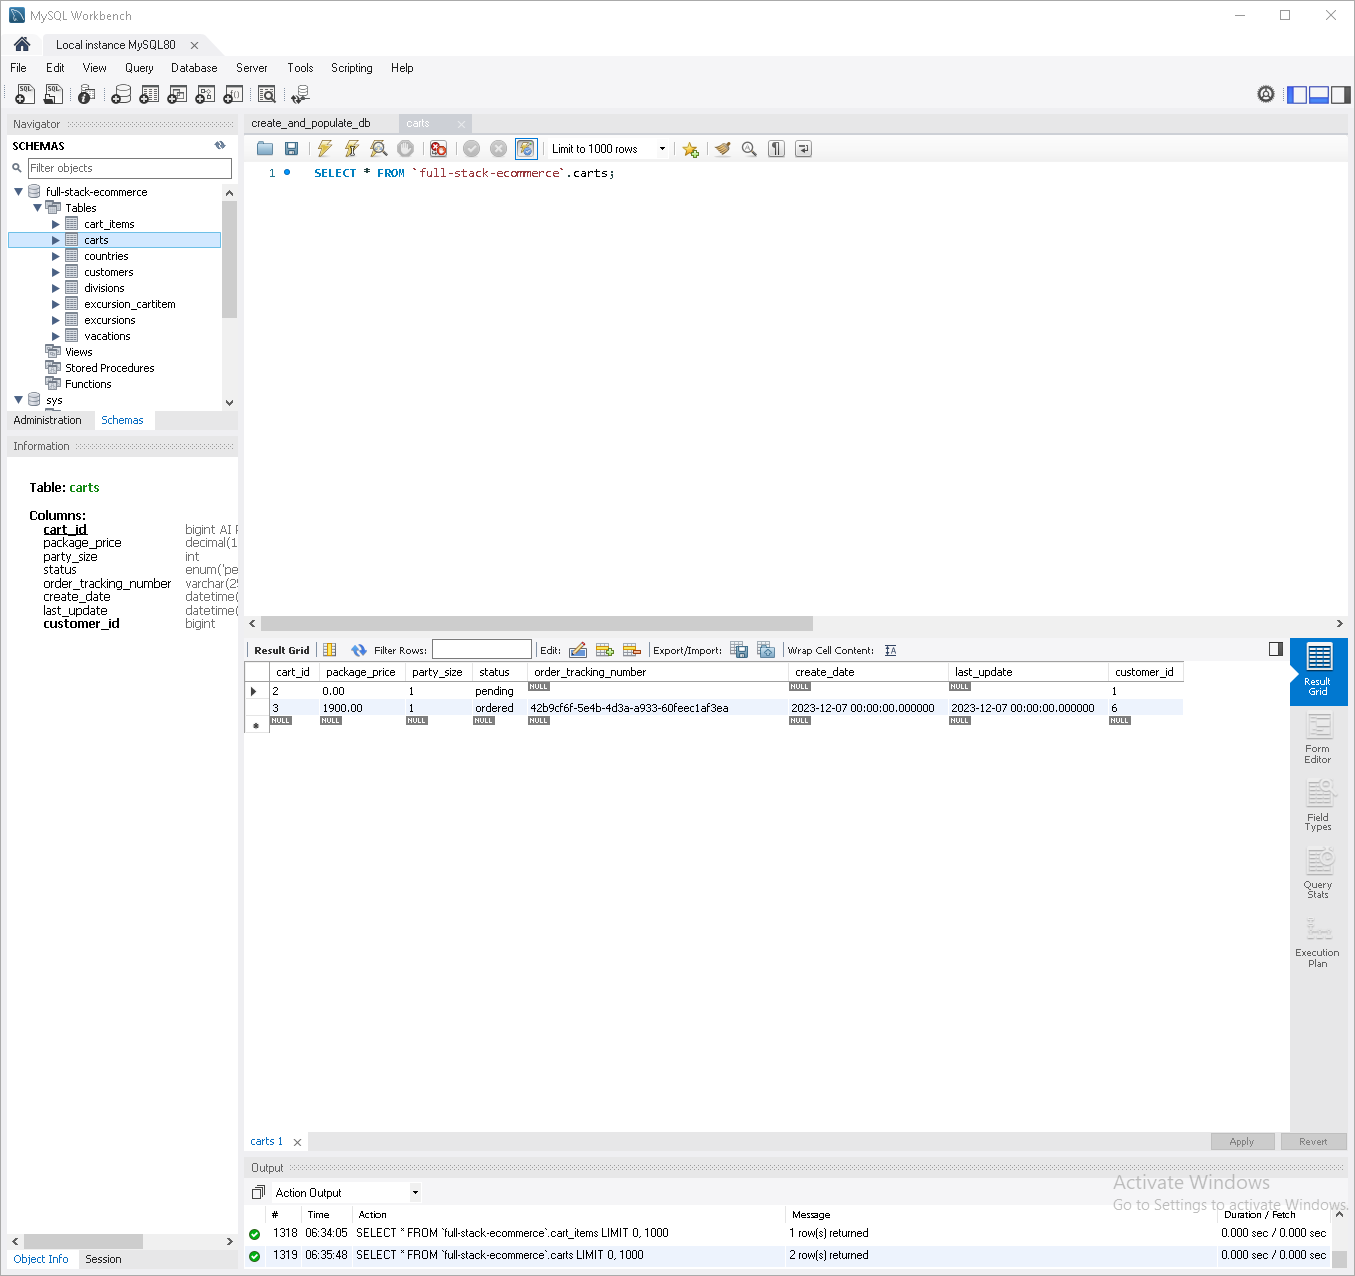 MySQL Workbench
Local instance MySQL80
File Edit View Query Database Server Tools Scripting Help
Navigator
SCHEMAS
Filter objects
full-stack-ecommerce
Tables
cart_items
carts
countries
customers
divisions
excursion_cartitem
excursions
vacations
Views
Stored Procedures
Functions
sys
Administration Schemas
Information
Table: carts
Columns:
cart_id bigint AI P
package_price decimal(1
party_size int
status enum('pe
order_tracking_number varchar(25
create_date datetime(
last_update datetime(
customer_id bigint
Object Info Session
create_and_populate_db carts
Limit to 1000 rows
1 SELECT * FROM `full-stack-ecommerce`.carts;
Result Grid Filter Rows: Edit: Export/Import: Wrap Cell Content:
cart_id package_price party_size status order_tracking_number create_date last_update customer_id
2 0.00 1 pending NULL NULL NULL 1
3 1900.00 1 ordered 42b9cf6f-5e4b-4d3a-a933-60feec1af3ea 2023-12-07 00:00:00.000000 2023-12-07 00:00:00.000000 6
NULL NULL NULL NULL NULL NULL NULL NULL
Result
Grid
Form
Editor
Field
Types
Query
Stats
Execution
Plan
carts 1
Apply Revert
Output
Action Output
# Time Action Message Duration / Fetch
1318 06:34:05 SELECT * FROM `full-stack-ecommerce`.cart_items LIMIT 0, 1000 1 row(s) returned 0.000 sec / 0.000 sec
1319 06:35:48 SELECT * FROM `full-stack-ecommerce`.carts LIMIT 0, 1000 2 row(s) returned 0.000 sec / 0.000 sec
Activate Windows
Go to Settings to activate Windows.